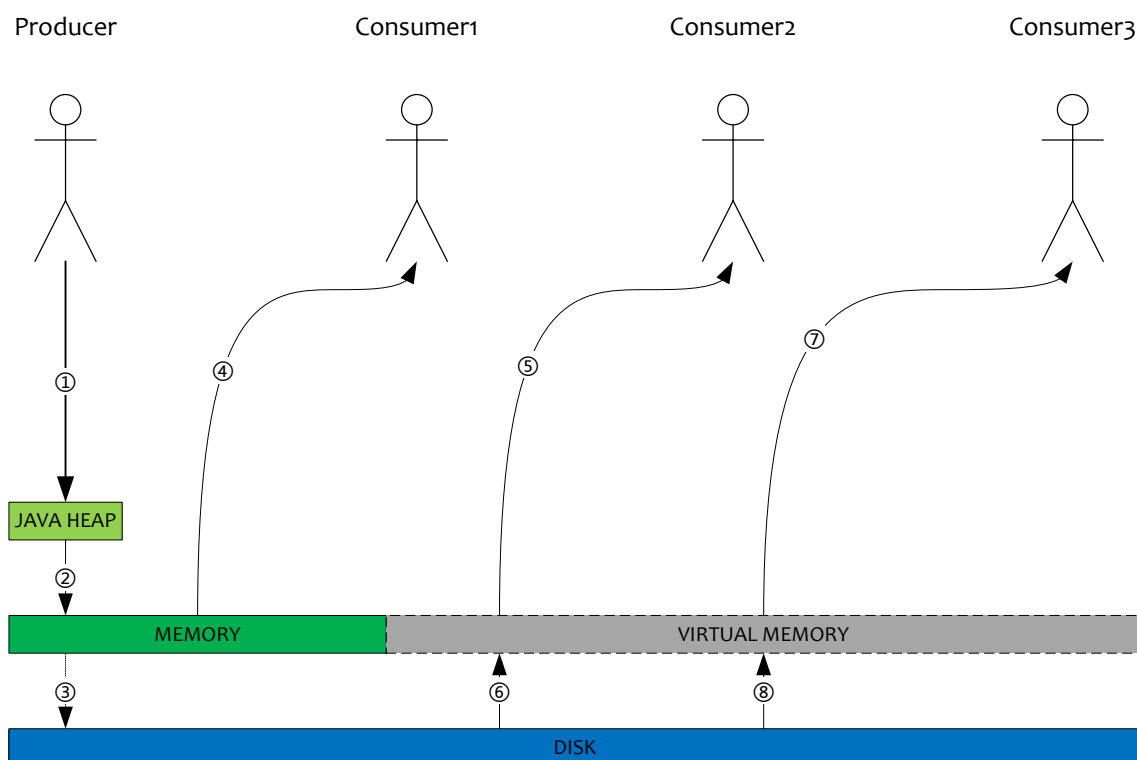 Producer
Consumer1
Consumer2
Consumer3
④
⑤
⑦
①
JAVA HEAP
②
MEMORY
VIRTUAL MEMORY
③
⑥
⑧
DISK